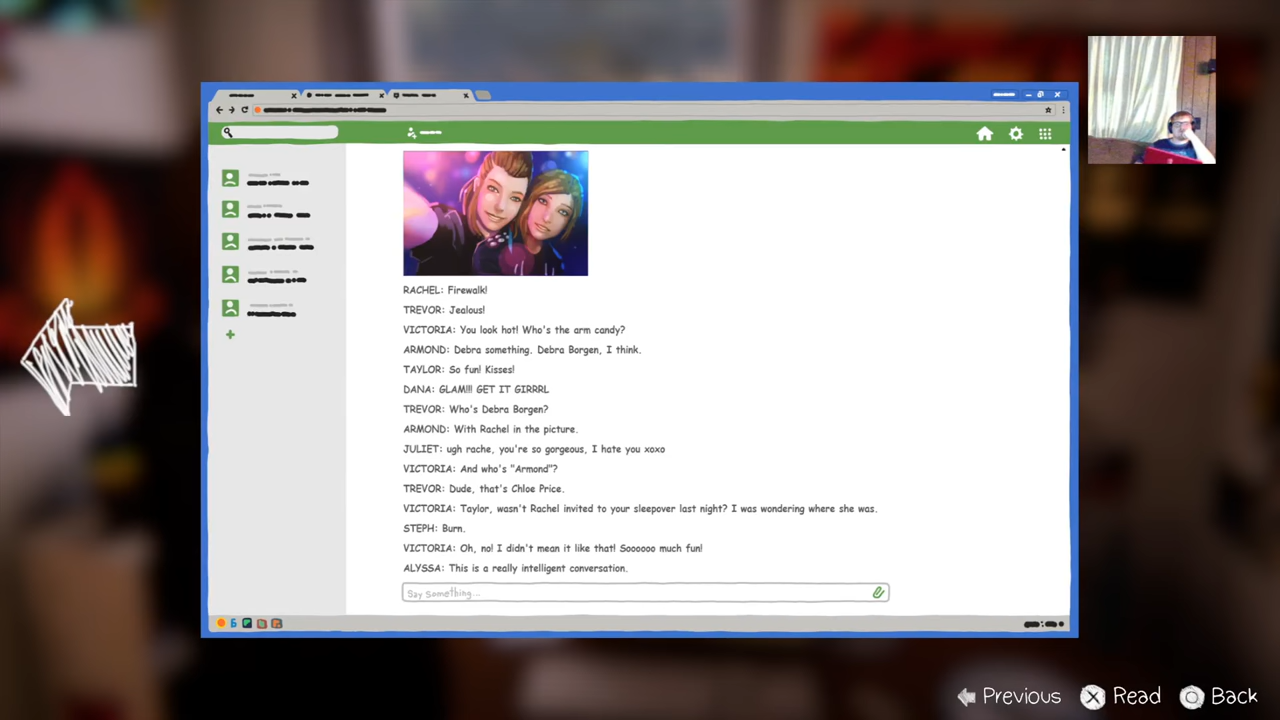 RACHEL: Firewalk!
TREVOR: Jealous!
VICTORIA: You look hot! Who's the arm candy?
ARMOND: Debra something. Debra Borgen, I think.
TAYLOR: So fun! Kisses!
DANA: GLAM!!! GET IT GIRRRL
TREVOR: Who's Debra Borgen?
ARMOND: With Rachel in the picture.
JULIET: ugh rache, you're so gorgeous, I hate you xoxo
VICTORIA: And who's "Armond"?
TREVOR: Dude, that's Chloe Price.
VICTORIA: Taylor, wasn't Rachel invited to your sleepover last night? I was wondering where she was.
STEPH: Burn.
VICTORIA: Oh, no! I didn't mean it like that! Soooooo much fun!
ALYSSA: This is a really intelligent conversation.
Say Something...
Previous Read Back